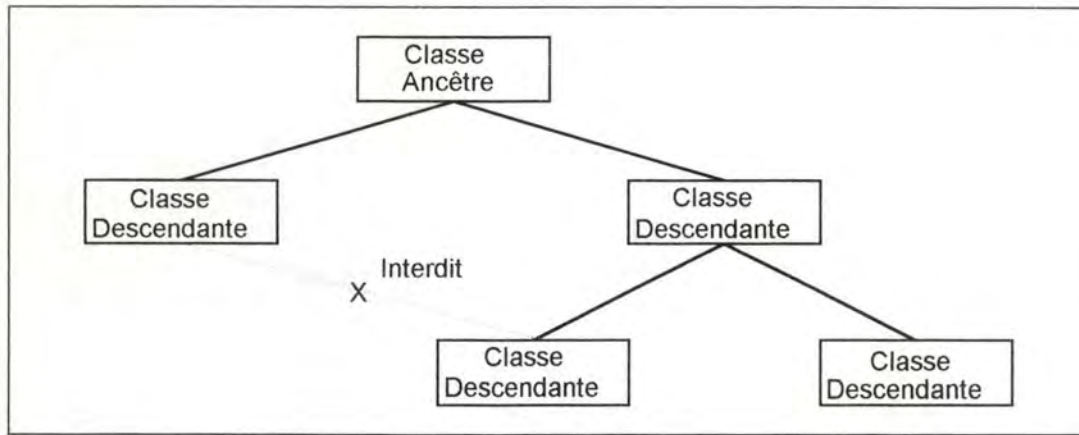 Classe
Ancêtre
Classe
Descendante
Classe
Descendante
Interdit
X
Classe
Descendante
Classe
Descendante